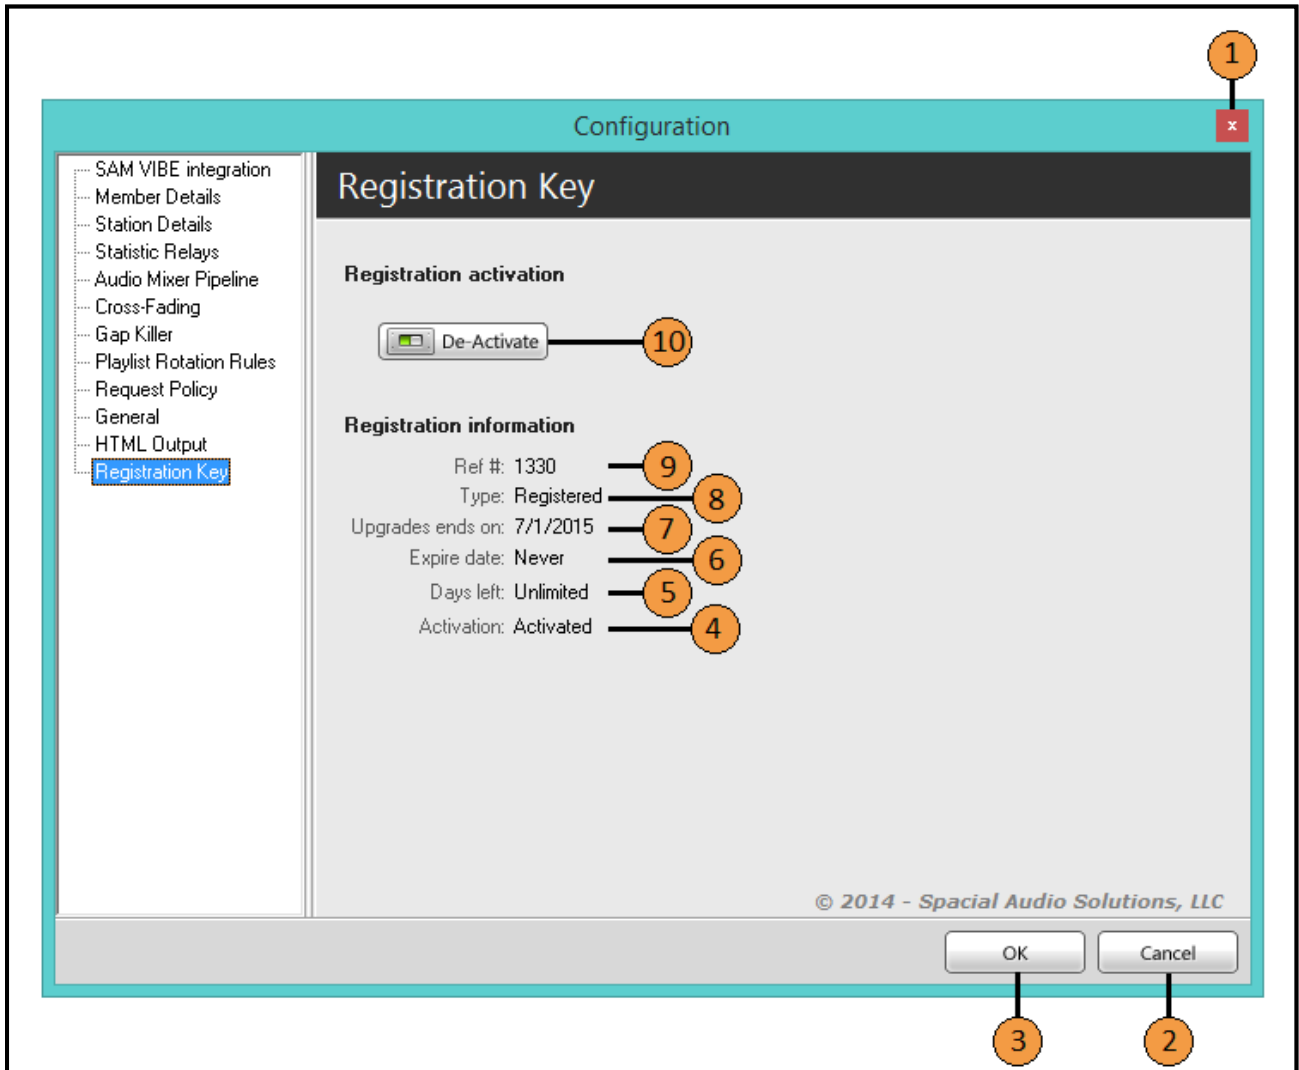 1
Configuration
x
SAM VIBE integration
Member Details
Station Details
Statistic Relays
Audio Mixer Pipeline
Cross-Fading
Gap Killer
Playlist Rotation Rules
Request Policy
General
HTML Output
Registration Key
Registration Key
Registration activation
De-Activate 10
Registration information
Ref #: 1330 9
Type: Registered 8
Upgrades ends on: 7/1/2015 7
Expire date: Never 6
Days left: Unlimited 5
Activation: Activated 4
© 2014 - Spacial Audio Solutions, LLC
OK Cancel
3 2